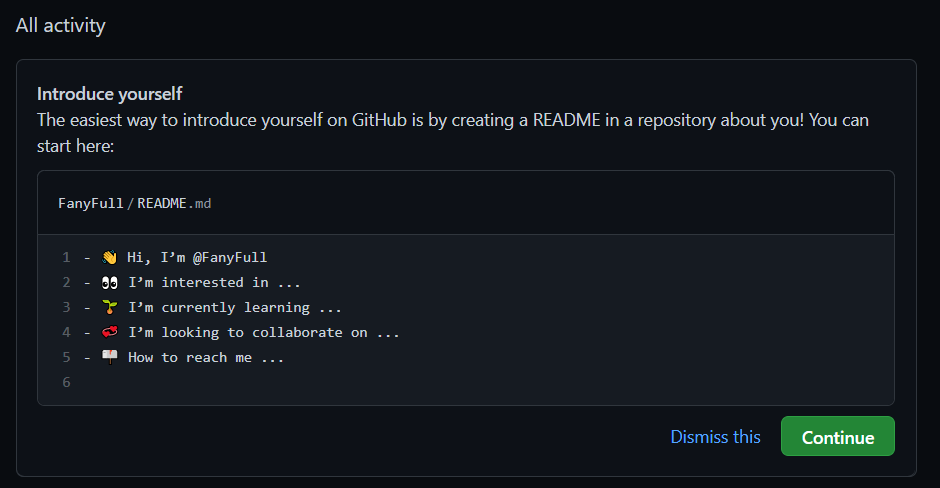 All activity
Introduce yourself
The easiest way to introduce yourself on GitHub is by creating a README in a repository about you! You can
start here:
FanyFull/README.md
1 - 👋 Hi, I’m @FanyFull
2 - 👀 I’m interested in ...
3 - 🌱 I’m currently learning ...
4 - 💞️ I’m looking to collaborate on ...
5 - 📫 How to reach me ...
6
Dismiss this Continue